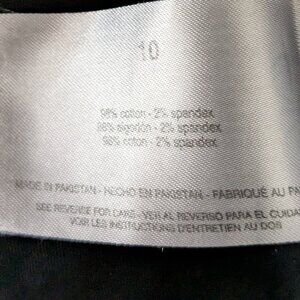 10
98% cotton - 2% spandex
98% algodón - 2% spandex
98% coton - 2% spandex
MADE IN PAKISTAN - HECHO EN PAKISTAN - FABRIQUÉ AU
SEE REVERSE FOR CARE - VER AL REVERSO PARA EL
VOIR LES INSTRUCTIONS D'ENTRETIEN AU DOS